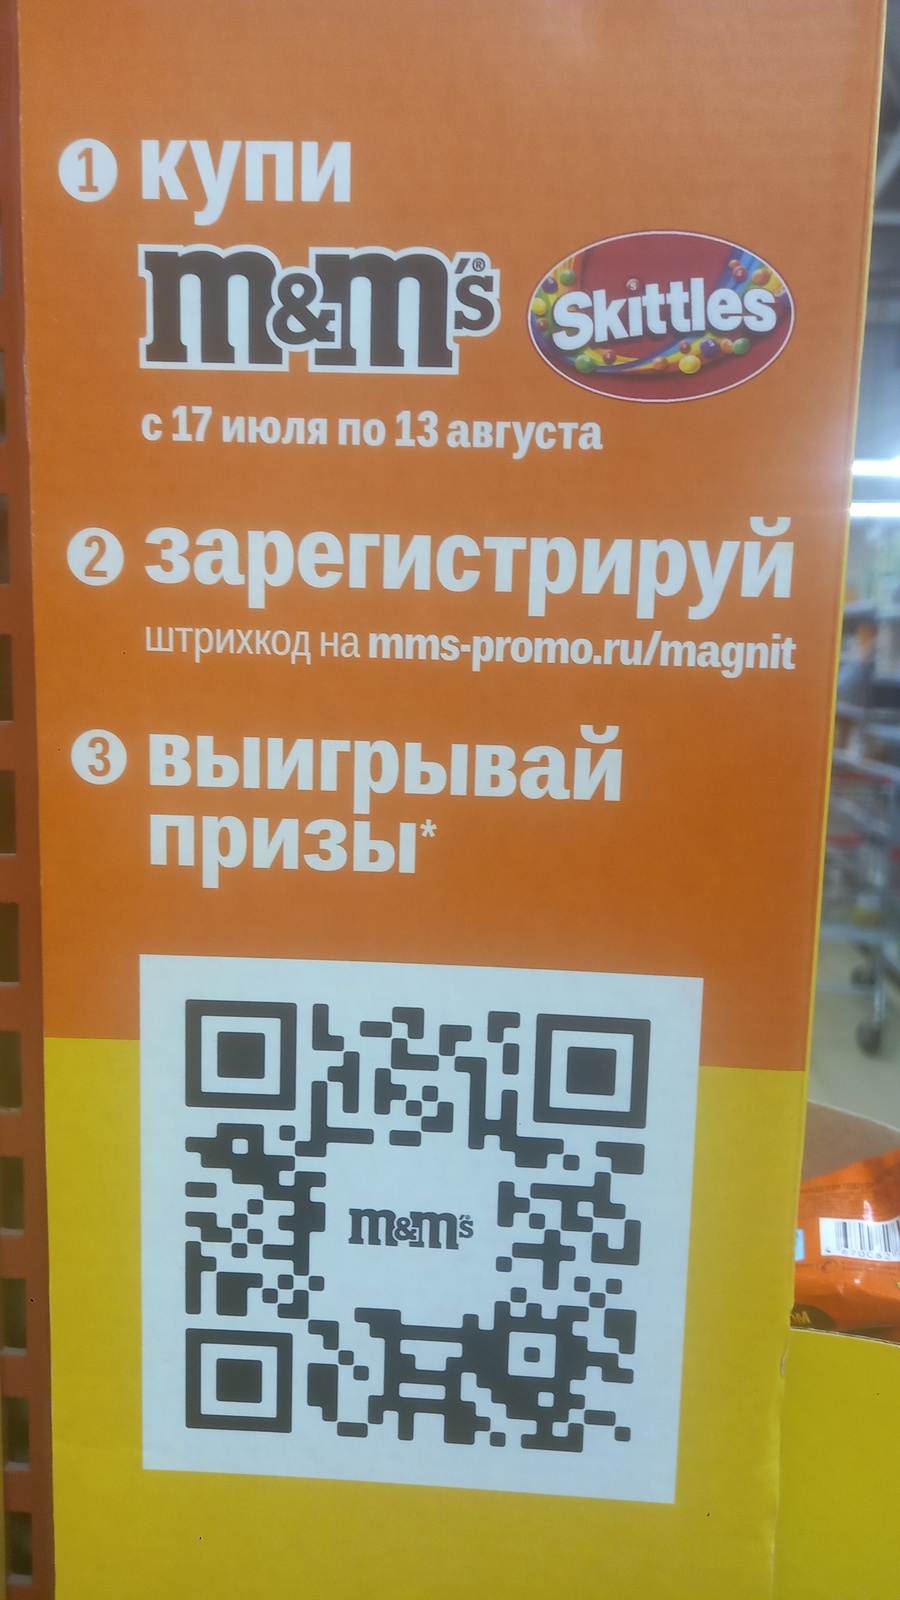 1 купи
m&m's® Skittles
с 17 июля по 13 августа
2 зарегистрируй
штрихкод на mms-promo.ru/magnit
3 выигрывай
призы*
m&m's